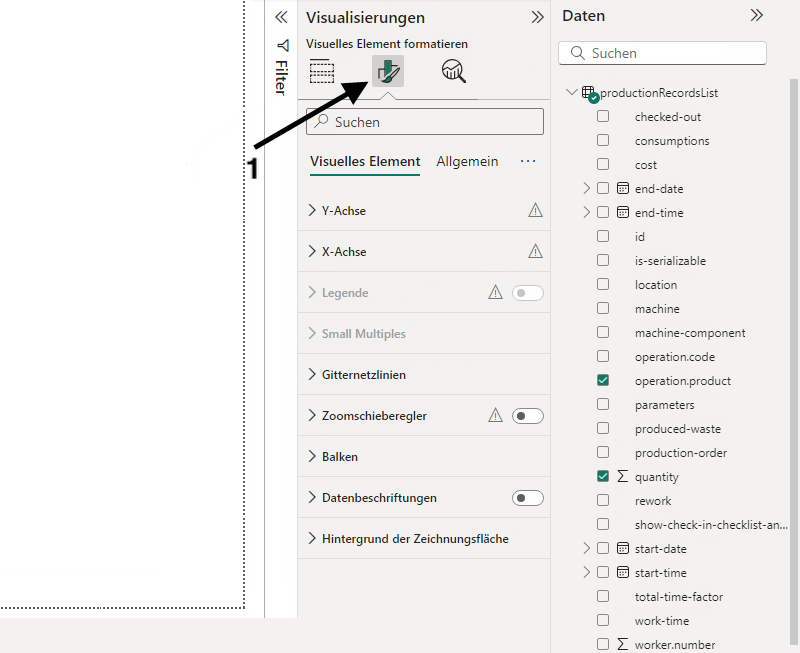 Filter
Visualisierungen
Visuelles Element formatieren
1
Suchen
Visuelles Element
Allgemein
...
Y-Achse
X-Achse
Legende
Small Multiples
Gitternetzlinien
Zoomschieberegler
Balken
Datenbeschriftungen
Hintergrund der Zeichnungsfläche
Daten
Suchen
productionRecordsList
checked-out
consumptions
cost
end-date
end-time
id
is-serializable
location
machine
machine-component
operation.code
operation.product
parameters
produced-waste
production-order
quantity
rework
show-check-in-checklist-an...
start-date
start-time
total-time-factor
work-time
worker.number